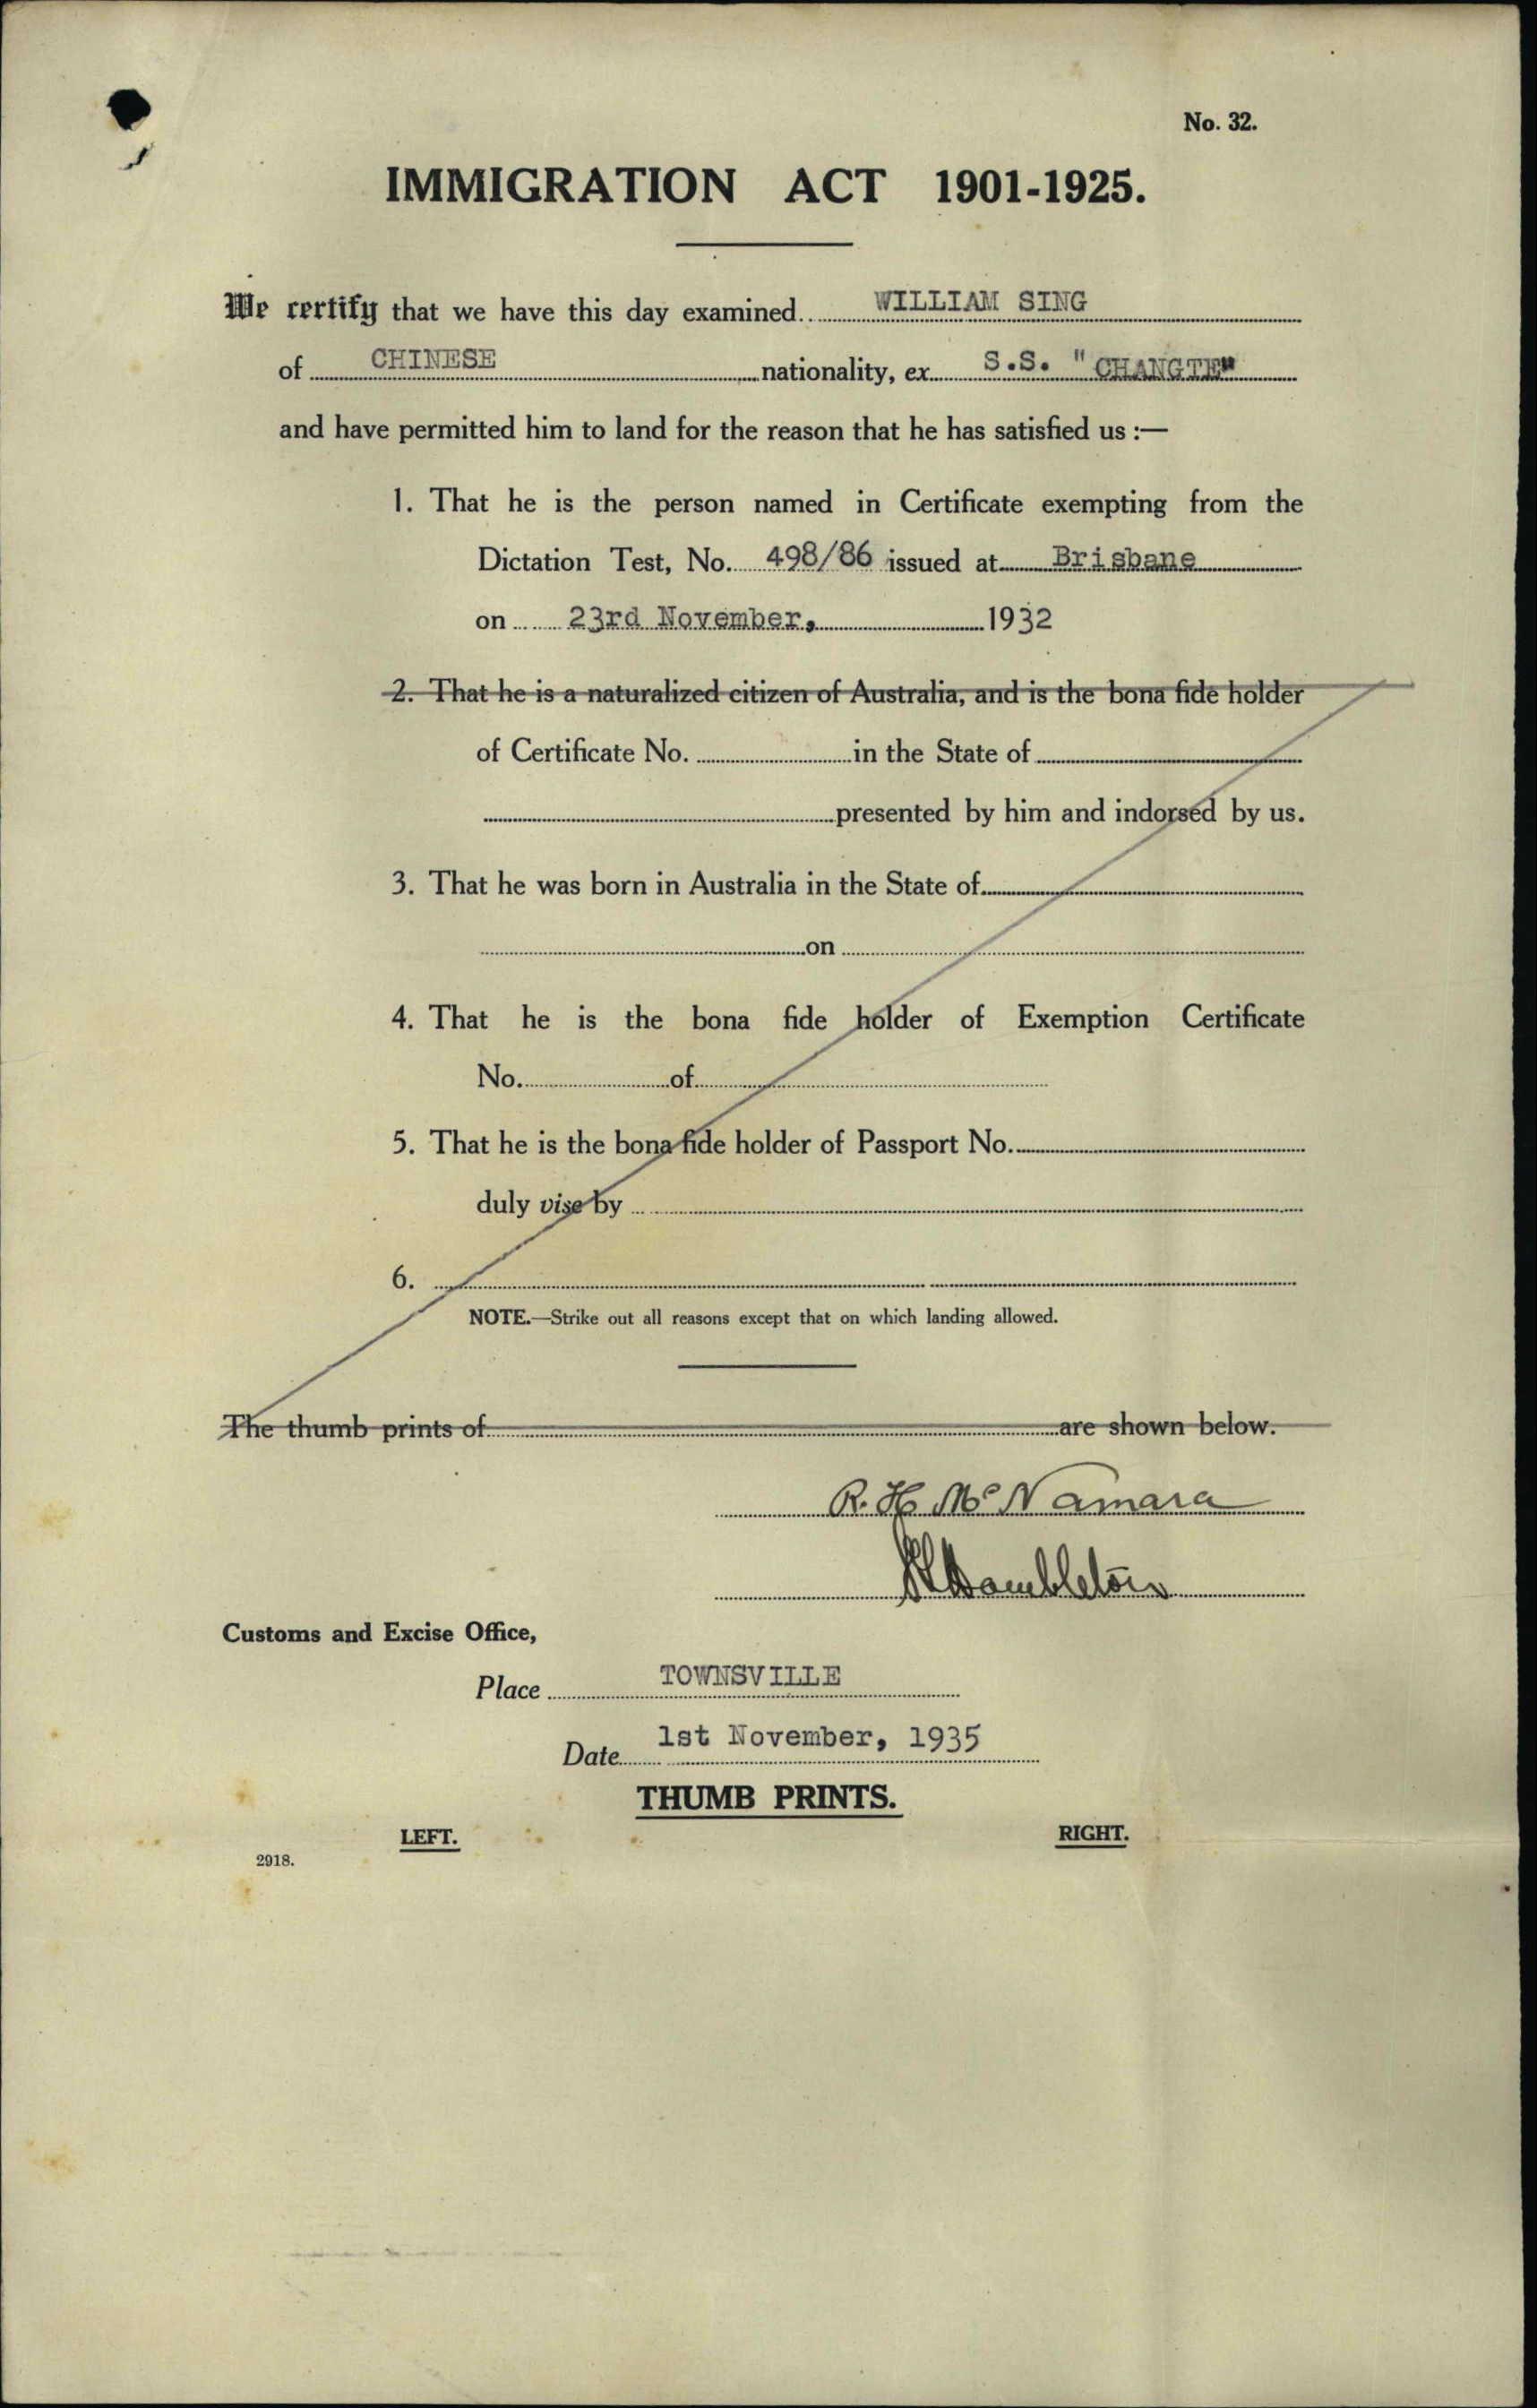 No. 32.
IMMIGRATION ACT 1901-1925.
We certify that we have this day examined WILLIAM SING
of CHINESE nationality, ex S.S. "CHANGTE"
and have permitted him to land for the reason that he has satisfied us :—
1. That he is the person named in Certificate exempting from the
Dictation Test, No. 498/86 issued at Brisbane
on 23rd November, 1932
2. That he is a naturalized citizen of Australia, and is the bona fide holder
of Certificate No. in the State of
presented by him and indorsed by us.
3. That he was born in Australia in the State of
on
4. That he is the bona fide holder of Exemption Certificate
No. of
5. That he is the bona fide holder of Passport No.
duly vise by
6.
NOTE.—Strike out all reasons except that on which landing allowed.
The thumb prints of are shown below.
R. H. McNamara
Hambleton
Customs and Excise Office,
Place TOWNSVILLE
Date 1st November, 1935
THUMB PRINTS.
LEFT. RIGHT.
2918.